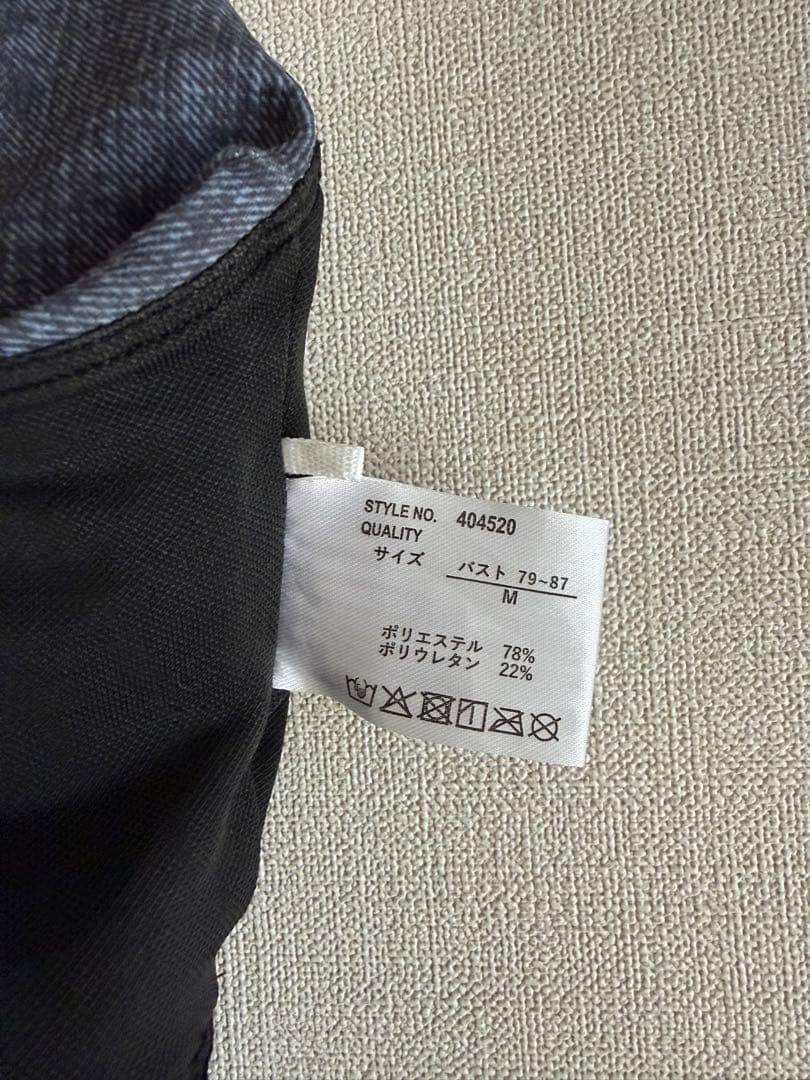 STYLE NO. 404520
QUALITY
サイズ バスト 79~87
M
ポリエステル 78%
ポリウレタン 22%